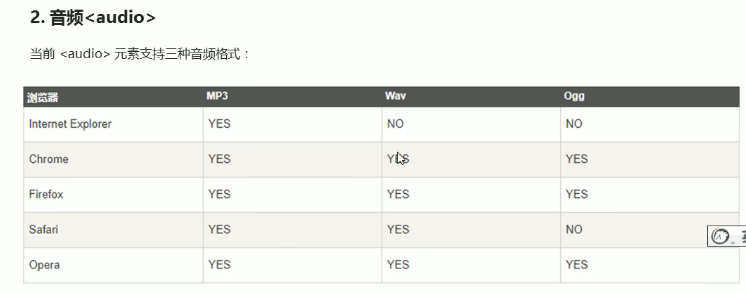 2. 音频<audio>
当前 <audio> 元素支持三种音频格式：
浏览器 MP3 Wav Ogg
Internet Explorer YES NO NO
Chrome YES YES YES
Firefox YES YES YES
Safari YES YES NO
Opera YES YES YES